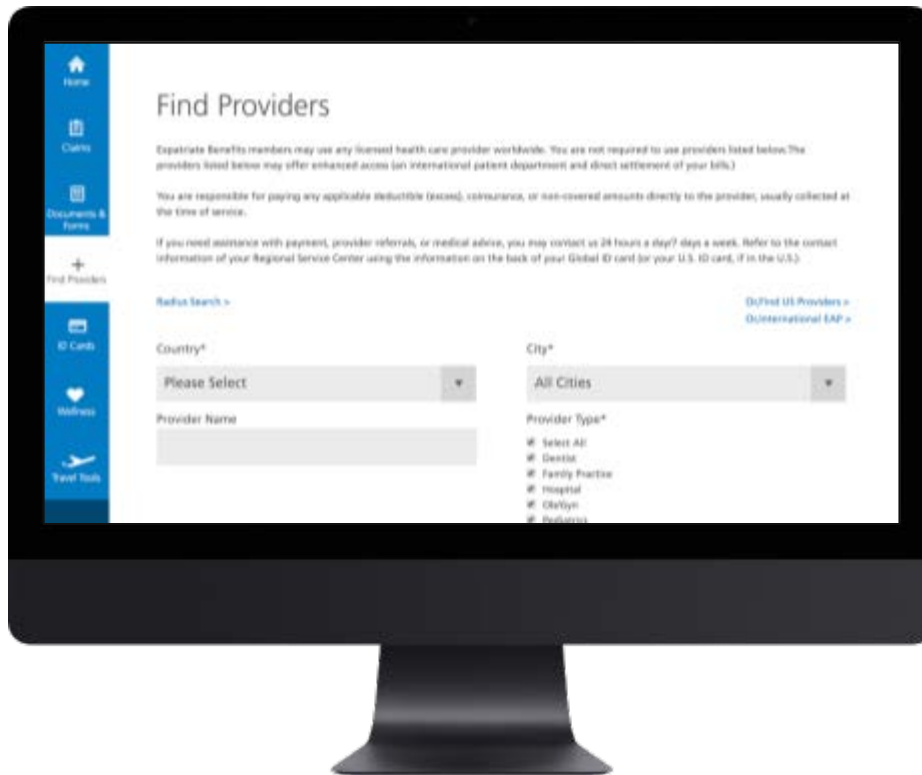 Home
Claims
Documents &
Forms
Find Providers
ID Cards
Wellness
Travel Tools
Find Providers
Expatriate Benefits members may use any licensed health care provider worldwide. You are not required to use providers listed below.The
providers listed below may offer enhanced access (an international patient department and direct settlement of your bills.)
You are responsible for paying any applicable deductible (excess), coinsurance, or non-covered amounts directly to the provider, usually collected at
the time of service.
If you need assistance with payment, provider referrals, or medical advice, you may contact us 24 hours a day/7 days a week. Refer to the contact
information of your Regional Service Center using the information on the back of your Global ID card (or your U.S. ID card, if in the U.S.)
Radius Search >
Or,Find US Providers >
Or,International EAP >
Country*
City*
Please Select
All Cities
Provider Name
Provider Type*
Select All
Dentist
Family Practice
Hospital
Pediatrics